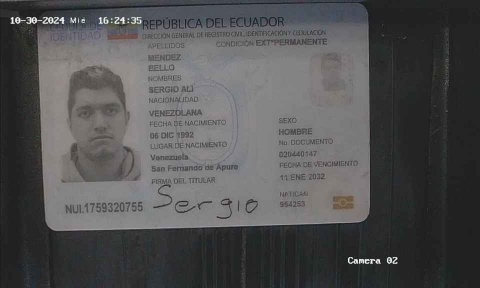 10-30-2024 Mie 16:24:35
REPÚBLICA DEL ECUADOR
IDENTIDAD
DIRECCIÓN GENERAL DE REGISTRO CIVIL, IDENTIFICACIÓN Y CEDULACIÓN
APELLIDOS
CONDICIÓN EXT*PERMANENTE
MENDEZ
BELLO
NOMBRES
SERGIO ALI
NACIONALIDAD
VENEZOLANA
SEXO
FECHA DE NACIMIENTO
HOMBRE
06 DIC 1992
No. DOCUMENTO
LUGAR DE NACIMIENTO
020440147
Venezuela
FECHA DE VENCIMIENTO
San Fernando de Apure
11 ENE 2032
FIRMA DEL TITULAR
NAT/CAN
Sergio
954253
NUI.1759320755
Camera 02